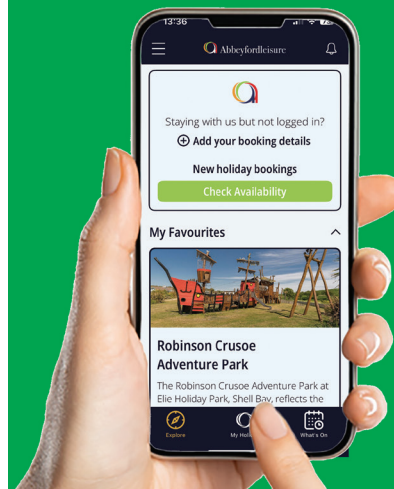 13:36
Abbeyfordleisure
Staying with us but not logged in?
Add your booking details
New holiday bookings
Check Availability
My Favourites
Robinson Crusoe
Adventure Park
The Robinson Crusoe Adventure Park at
Elie Holiday Park, Shell Bay, reflects the
Explore
My Holi
What's On